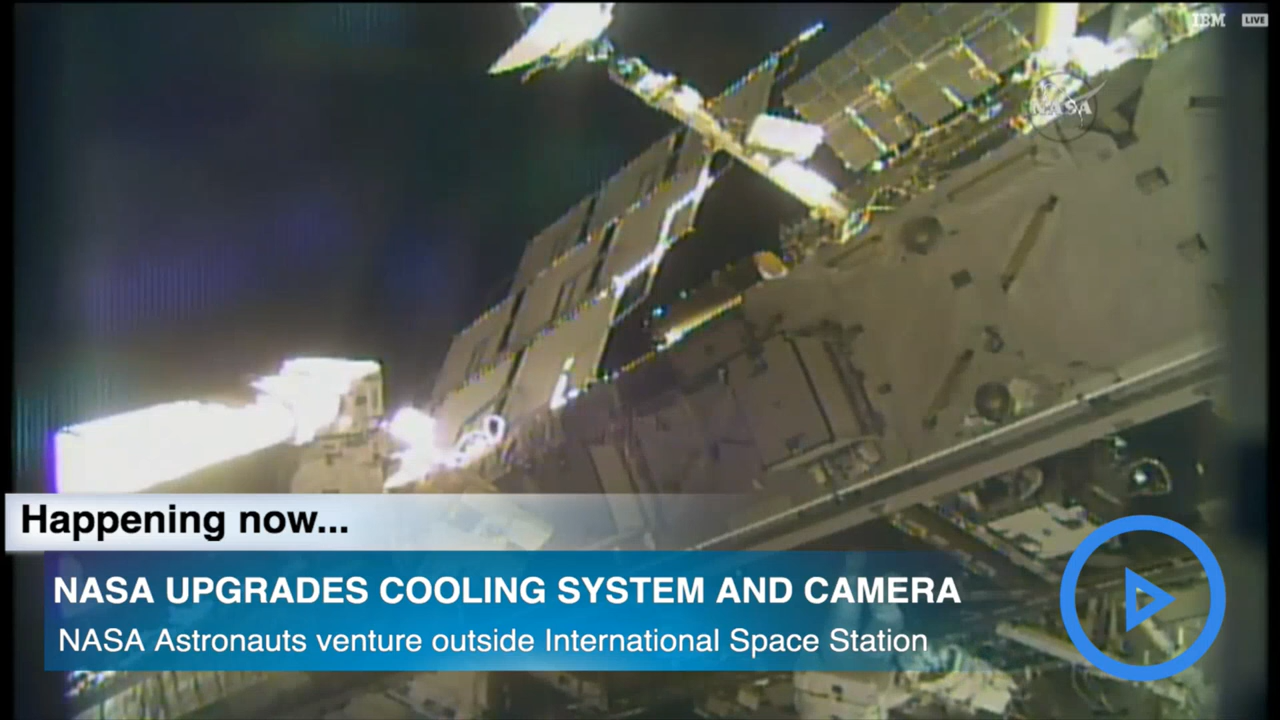 IBM LIVE
NASA
Happening now...
NASA UPGRADES COOLING SYSTEM AND CAMERA
NASA Astronauts venture outside International Space Station